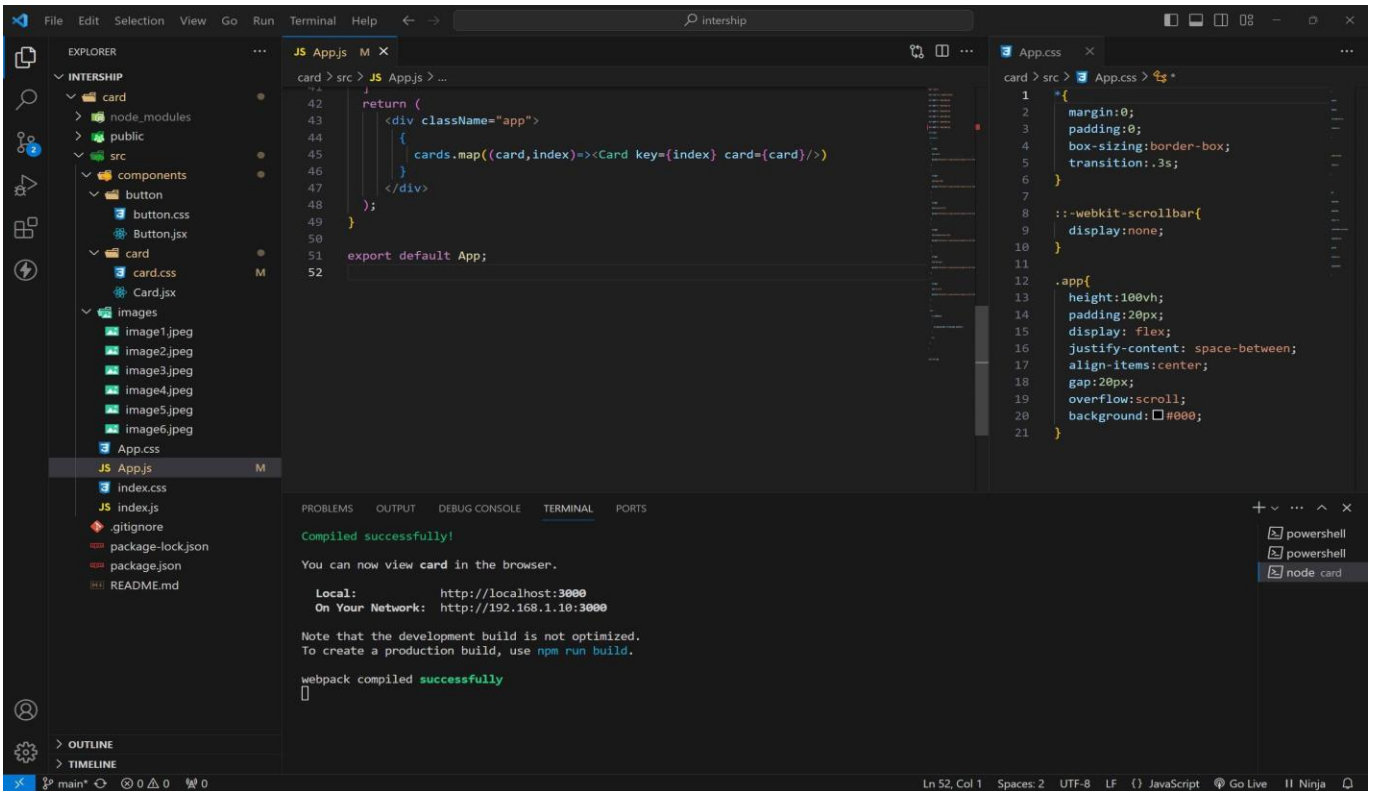 File Edit Selection View Go Run Terminal Help intership
EXPLORER
INTERSHIP
card
node_modules
public
src
components
button
button.css
Button.jsx
card
card.css M
Card.jsx
images
image1.jpeg
image2.jpeg
image3.jpeg
image4.jpeg
image5.jpeg
image6.jpeg
App.css
JS App.js M
index.css
JS index.js
.gitignore
package-lock.json
package.json
README.md
OUTLINE
TIMELINE
JS App.js M
card > src > JS App.js > ...
41 ]
42 return (
43 <div className="app">
44 {
45 cards.map((card,index)=><Card key={index} card={card}/>)
46 }
47 </div>
48 );
49 }
50
51 export default App;
52
App.css
card > src > App.css > *
1 *{
2 margin:0;
3 padding:0;
4 box-sizing:border-box;
5 transition:.3s;
6 }
7
8 ::-webkit-scrollbar{
9 display:none;
10 }
11
12 .app{
13 height:100vh;
14 padding:20px;
15 display: flex;
16 justify-content: space-between;
17 align-items:center;
18 gap:20px;
19 overflow:scroll;
20 background:#000;
21 }
PROBLEMS OUTPUT DEBUG CONSOLE TERMINAL PORTS
Compiled successfully!
You can now view card in the browser.
Local: http://localhost:3000
On Your Network: http://192.168.1.10:3000
Note that the development build is not optimized.
To create a production build, use npm run build.
webpack compiled successfully
powershell
powershell
node card
main* 0 0 0 Ln 52, Col 1 Spaces: 2 UTF-8 LF {} JavaScript Go Live Ninja